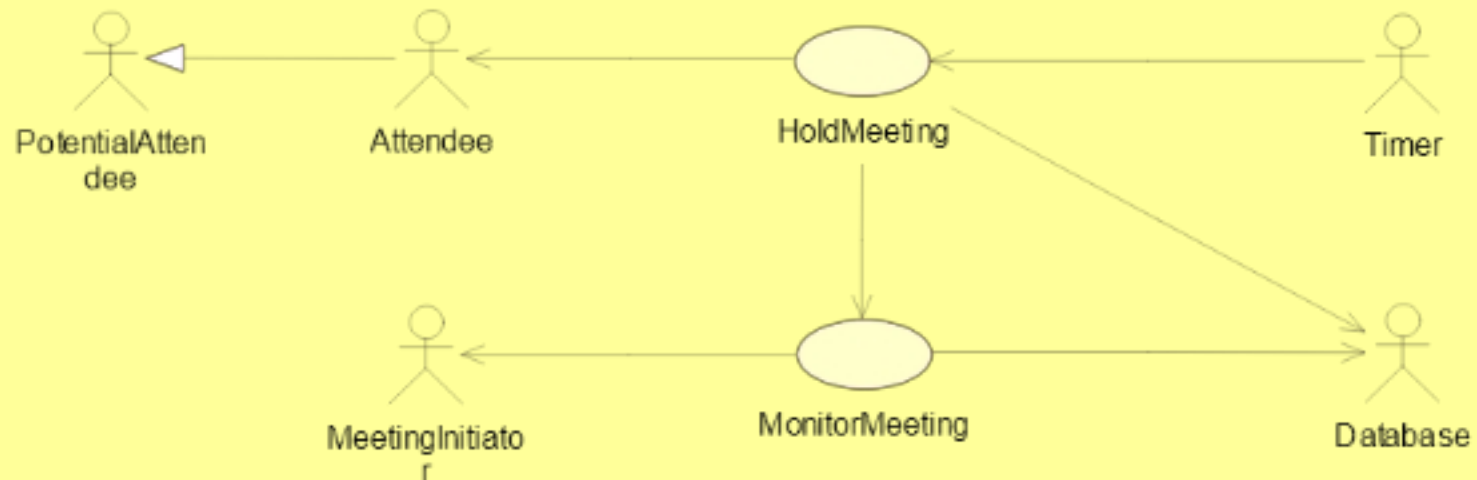 PotentialAtten
dee
Attendee
HoldMeeting
Timer
MeetingInitiato
r
MonitorMeeting
Database